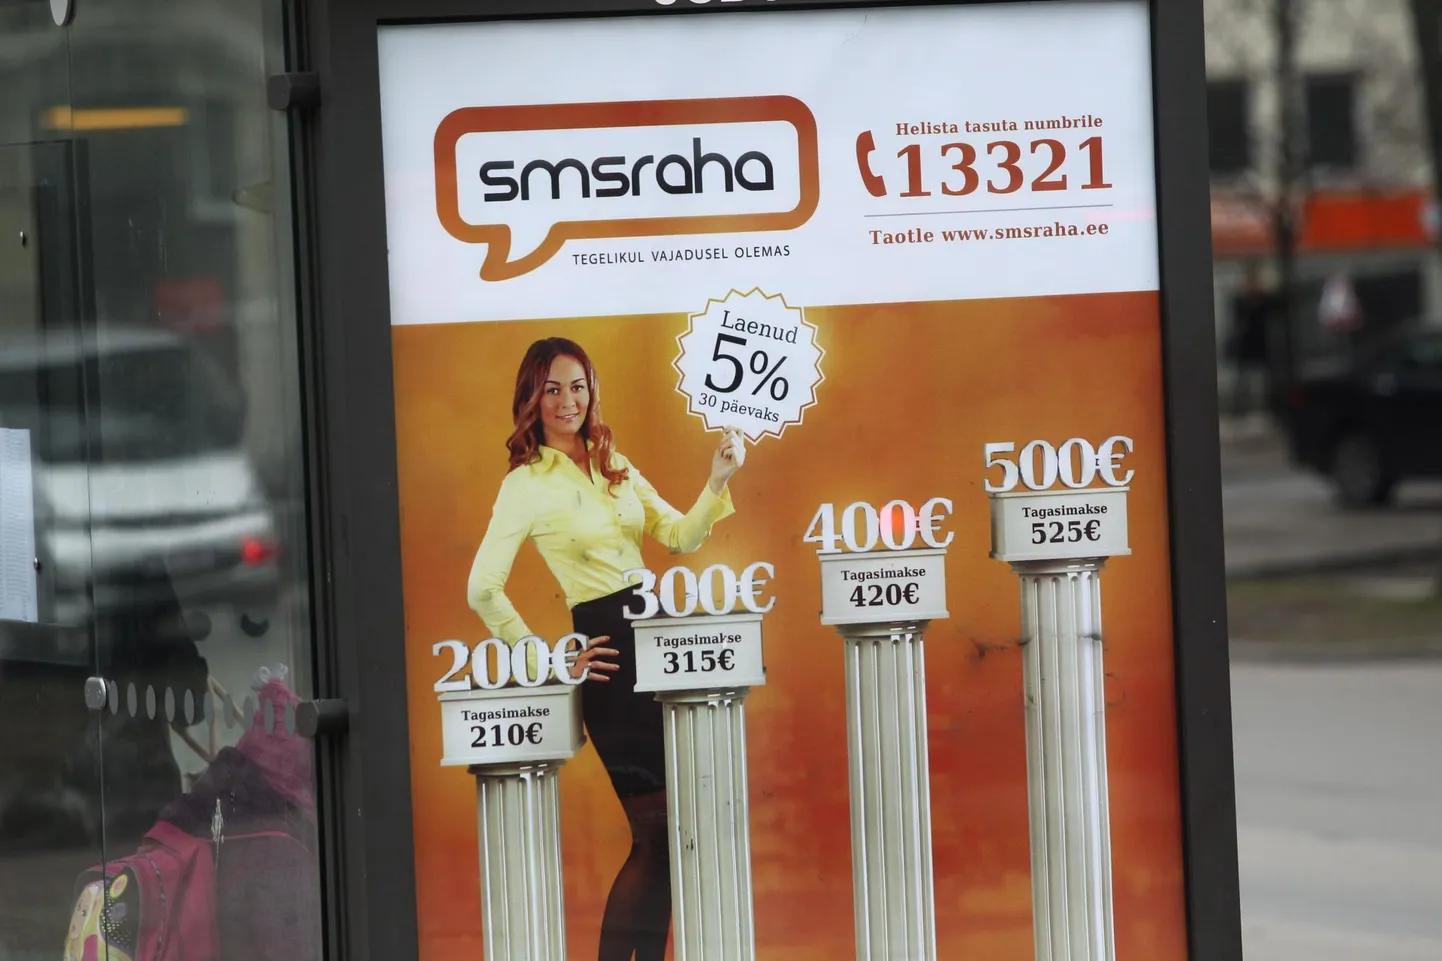 smsraha
TEGELIKUL VAJADUSEL OLEMAS
Helista tasuta numbrile
13321
Taotle www.smsraha.ee
Laenud
5%
30 päevaks
200€
Tagasimakse
210€
300€
Tagasimakse
315€
400€
Tagasimakse
420€
500€
Tagasimakse
525€